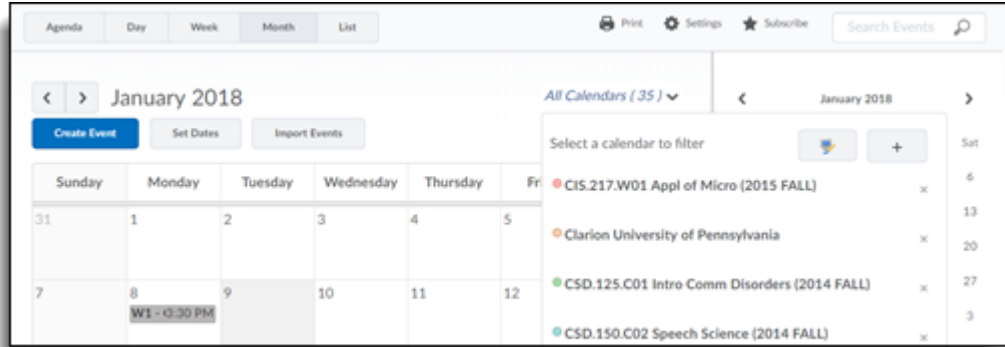 Agenda Day Week Month List Print Settings Subscribe Search Events
January 2018 All Calendars ( 35 ) January 2018
Create Event Set Dates Import Events Select a calendar to filter + Sat
Sunday Monday Tuesday Wednesday Thursday Fri CIS.217.W01 Appl of Micro (2015 FALL) × 6
31 1 2 3 4 5 13
Clarion University of Pennsylvania × 20
7 8 9 10 11 12 CSD.125.C01 Intro Comm Disorders (2014 FALL) × 27
W1 - 3
CSD.150.C02 Speech Science (2014 FALL) ×